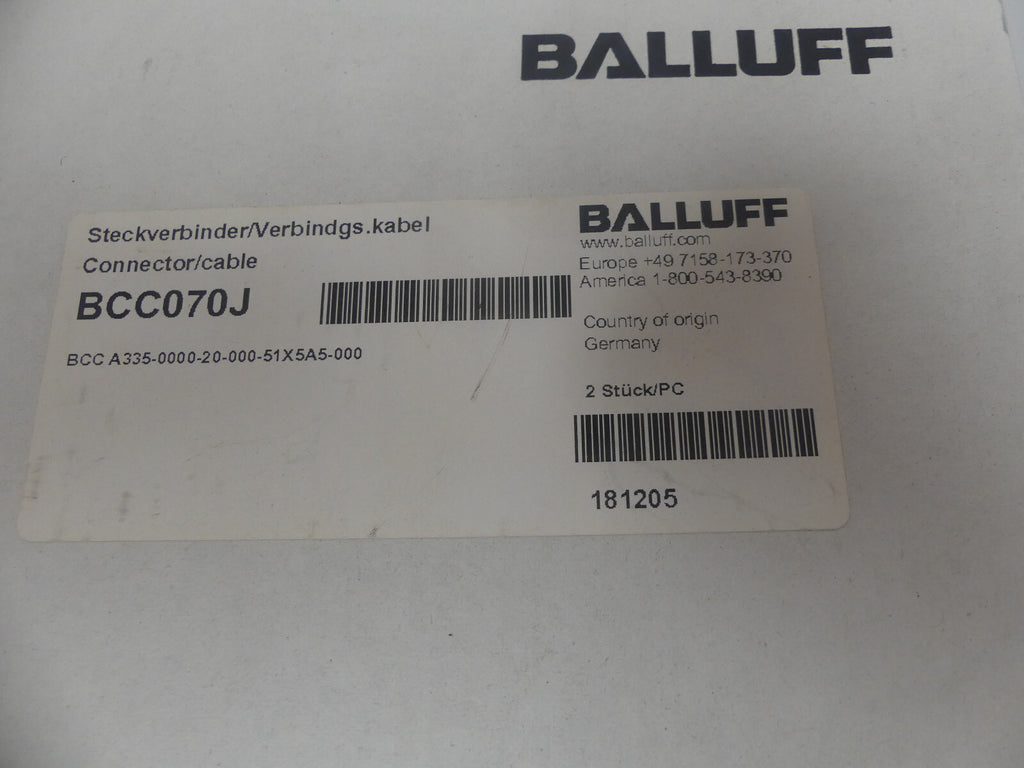 BALLUFF
Steckverbinder/Verbindgs.kabel
Connector/cable
BCC070J
BCC A335-0000-20-000-51X5A5-000
BALLUFF
www.balluff.com
Europe +49 7158-173-370
America 1-800-543-8390
Country of origin
Germany
2 Stück/PC
181205